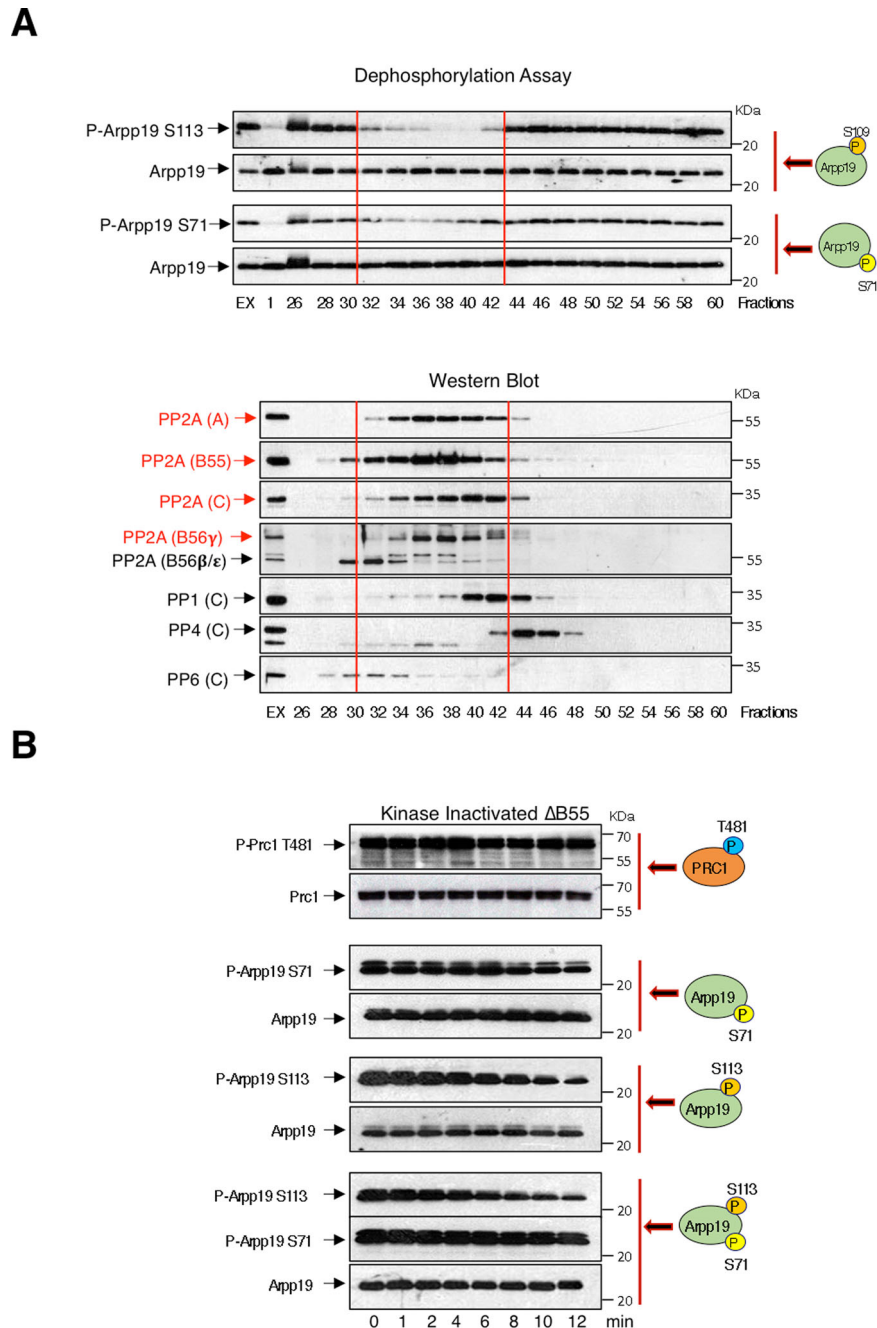 A
Dephosphorylation Assay
KDa
P-Arpp19 S113
20
S109
P
Arpp19
Arpp19
20
P-Arpp19 S71
20
Arpp19
P
S71
Arpp19
20
EX 1 26 28 30 32 34 36 38 40 42 44 46 48 50 52 54 56 58 60 Fractions
Western Blot
KDa
PP2A (A)
55
PP2A (B55)
55
PP2A (C)
35
PP2A (B56γ)
PP2A (B56β/ε)
55
PP1 (C)
35
PP4 (C)
35
PP6 (C)
35
EX 26 28 30 32 34 36 38 40 42 44 46 48 50 52 54 56 58 60 Fractions
B
Kinase Inactivated ΔB55
KDa
P-Prc1 T481
70
55
T481
P
PRC1
Prc1
70
55
P-Arpp19 S71
20
Arpp19
P
S71
Arpp19
20
P-Arpp19 S113
20
S113
P
Arpp19
Arpp19
20
P-Arpp19 S113
20
S113
P
Arpp19
P
S71
P-Arpp19 S71
20
Arpp19
20
0 1 2 4 6 8 10 12 min